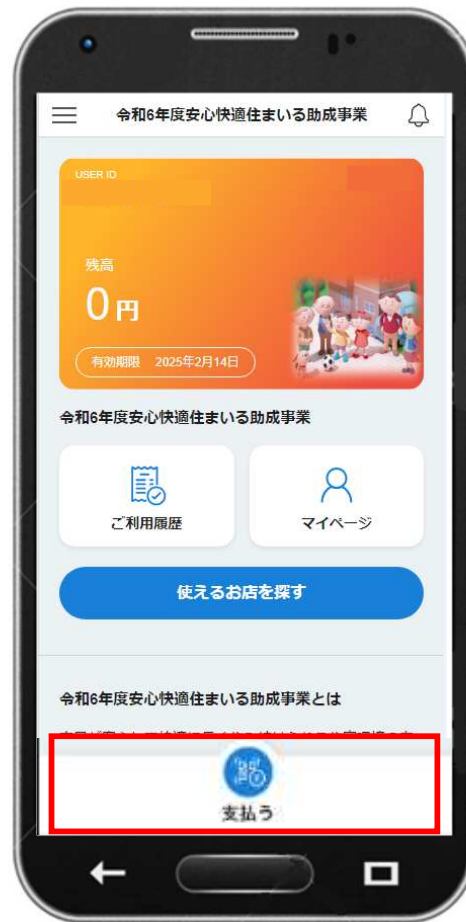 令和6年度安心快適住まいる助成事業
USER ID
残高
0円
有効期限 2025年2月14日
令和6年度安心快適住まいる助成事業
ご利用履歴
マイページ
使えるお店を探す
令和6年度安心快適住まいる助成事業とは
支払う